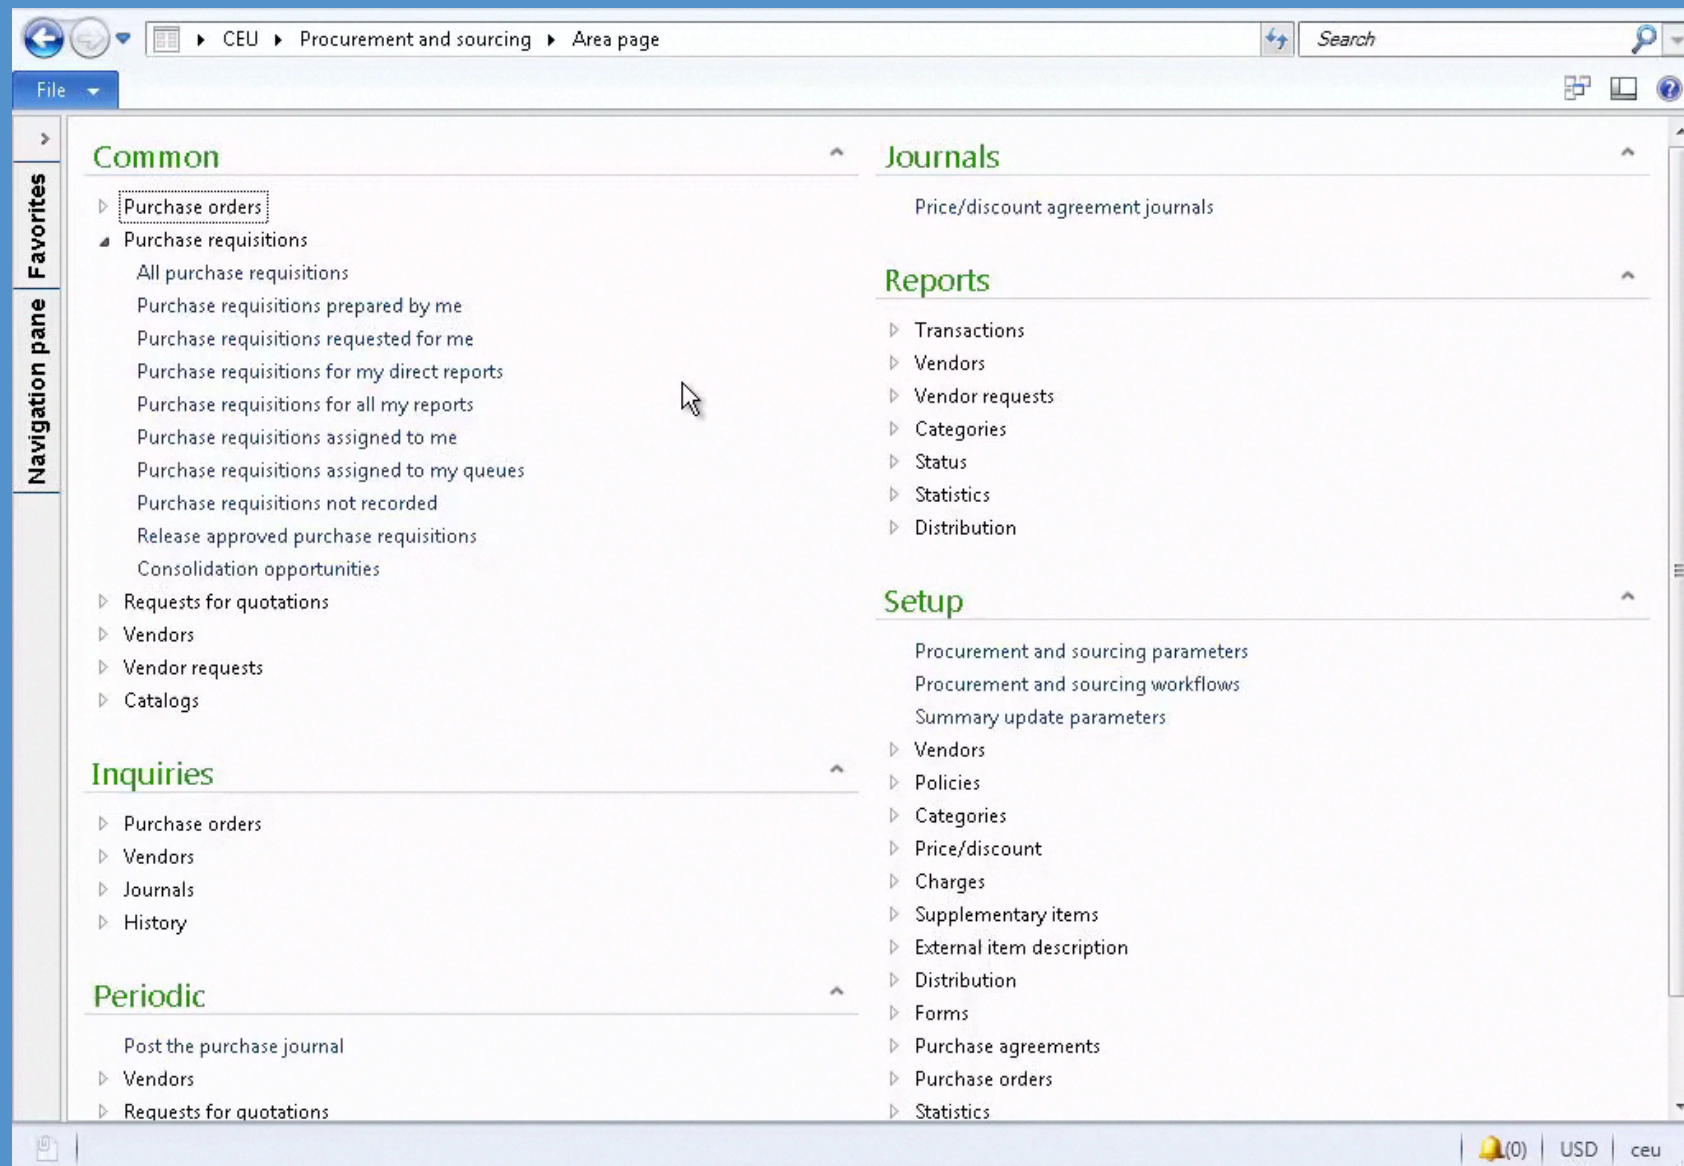 CEU Procurement and sourcing Area page
Search
File
Favorites
Navigation pane
Common
Purchase orders
Purchase requisitions
All purchase requisitions
Purchase requisitions prepared by me
Purchase requisitions requested for me
Purchase requisitions for my direct reports
Purchase requisitions for all my reports
Purchase requisitions assigned to me
Purchase requisitions assigned to my queues
Purchase requisitions not recorded
Release approved purchase requisitions
Consolidation opportunities
Requests for quotations
Vendors
Vendor requests
Catalogs
Inquiries
Purchase orders
Vendors
Journals
History
Periodic
Post the purchase journal
Vendors
Requests for quotations
Journals
Price/discount agreement journals
Reports
Transactions
Vendors
Vendor requests
Categories
Status
Statistics
Distribution
Setup
Procurement and sourcing parameters
Procurement and sourcing workflows
Summary update parameters
Vendors
Policies
Categories
Price/discount
Charges
Supplementary items
External item description
Distribution
Forms
Purchase agreements
Purchase orders
Statistics
(0) USD ceu